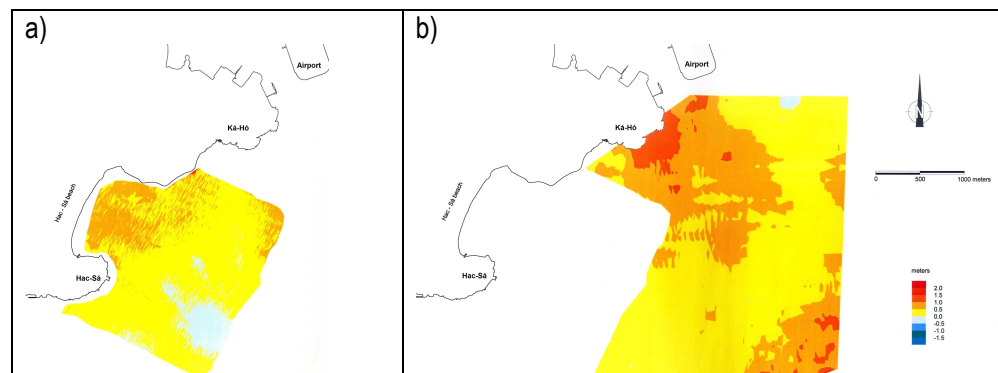 a)
Airport
Ká-Hó
Hac - Sá beach
Hac-Sá
b)
Airport
Ká-Hó
Hac - Sá beach
Hac-Sá
N
0 500 1000 meters
meters
2.0
1.5
1.0
0.5
0.0
-0.5
-1.0
-1.5